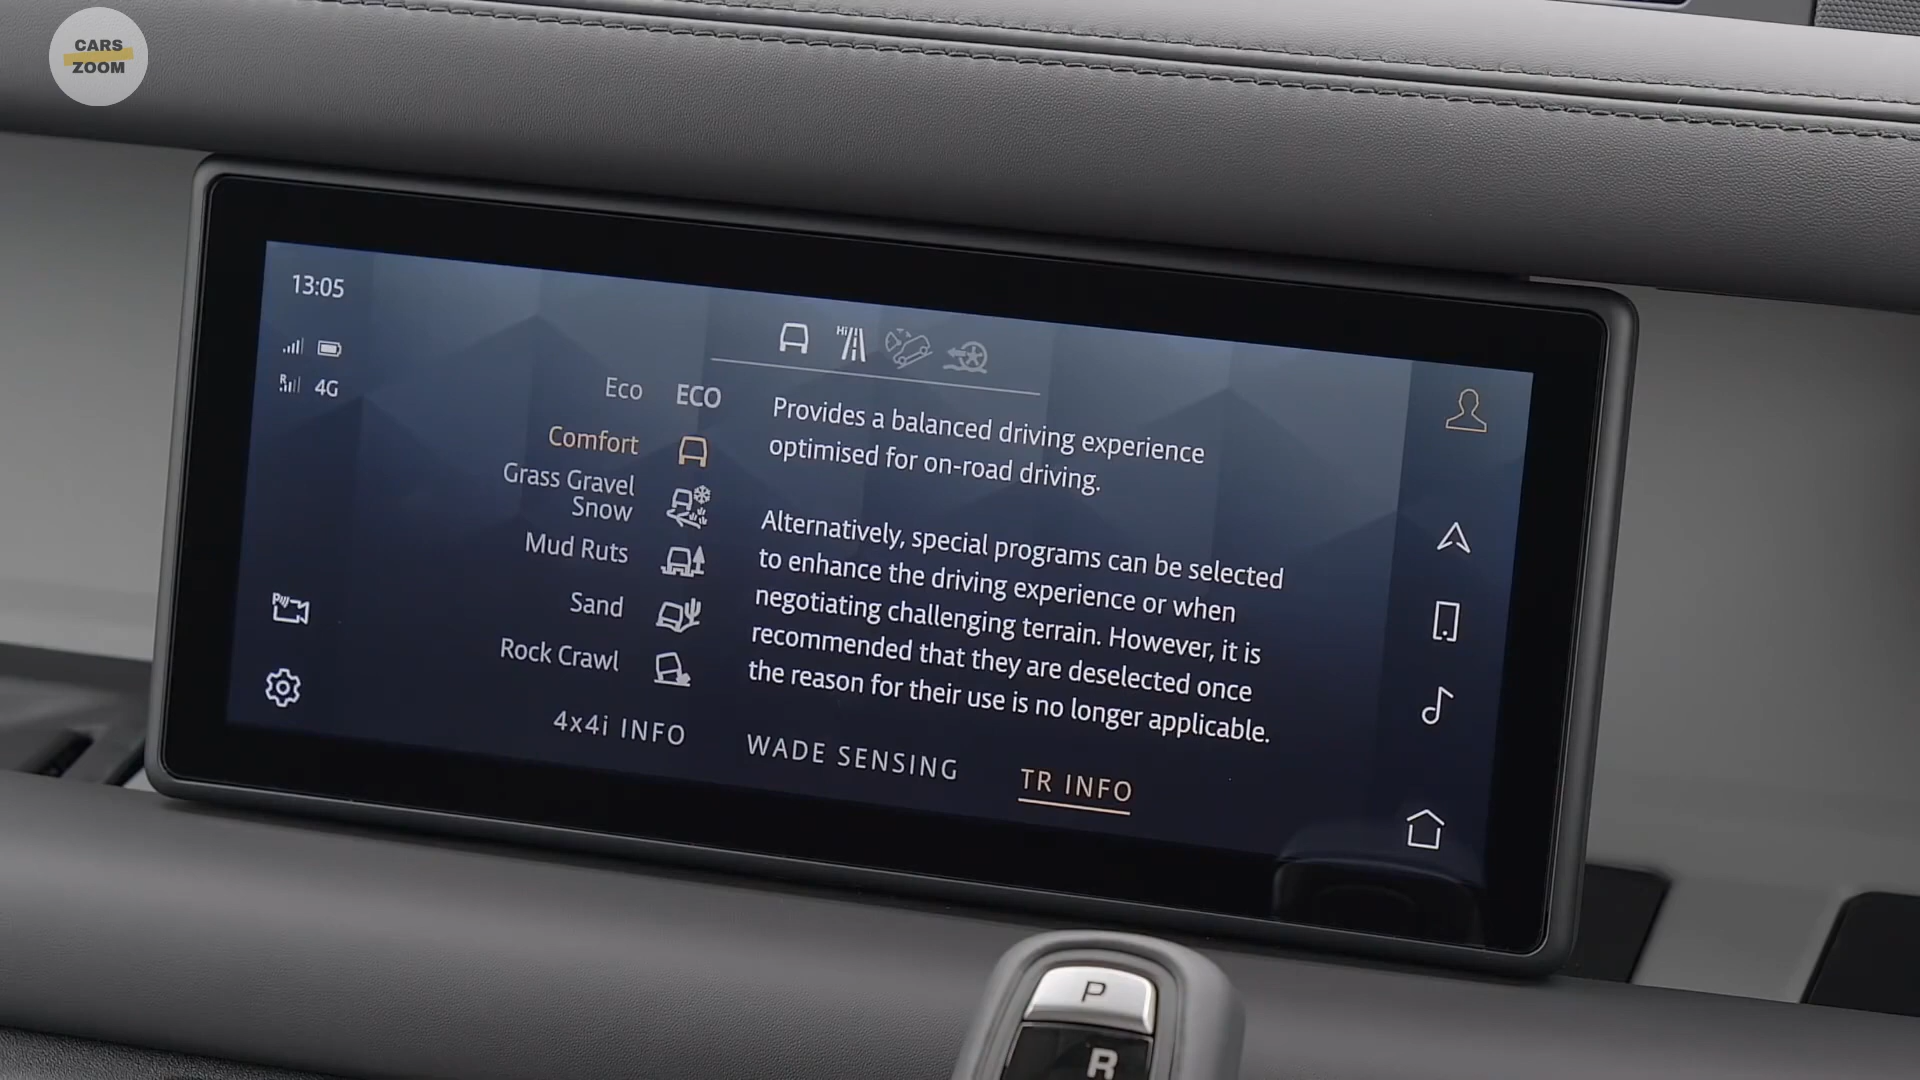 CARS
ZOOM
13:05
4G
Hi
Eco ECO
Comfort
Grass Gravel
Snow
Mud Ruts
Sand
Rock Crawl
Provides a balanced driving experience
optimised for on-road driving.
Alternatively, special programs can be selected
to enhance the driving experience or when
negotiating challenging terrain. However, it is
recommended that they are deselected once
the reason for their use is no longer applicable.
4x4i INFO
WADE SENSING
TR INFO
P
R